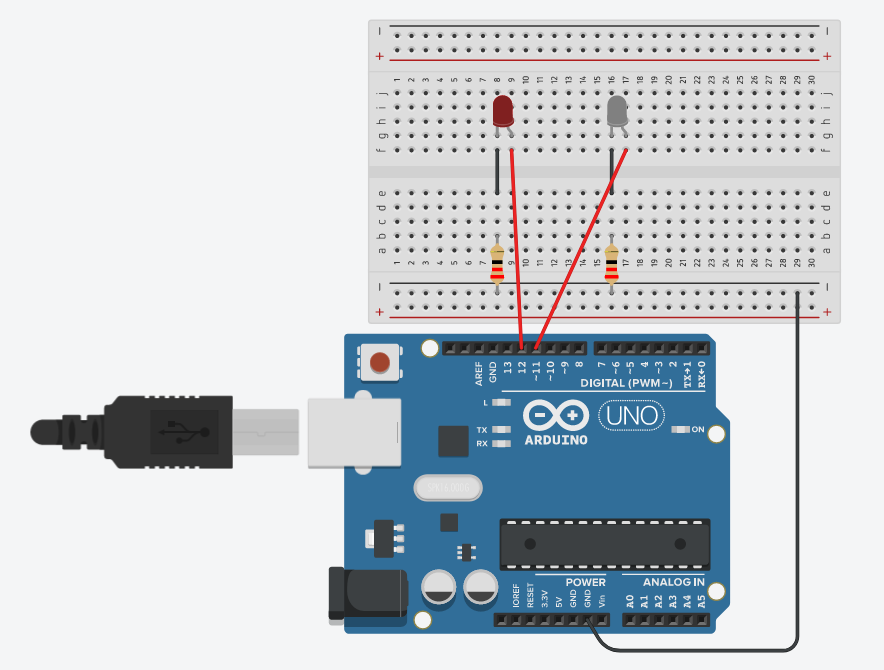 − −
+ +
1 2 3 4 5 6 7 8 9 10 11 12 13 14 15 16 17 18 19 20 21 22 23 24 25 26 27 28 29 30
j j
i i
h h
g g
f f
e e
d d
c c
b b
a a
1 2 3 4 5 6 7 8 9 10 11 12 13 14 15 16 17 18 19 20 21 22 23 24 25 26 27 28 29 30
− −
+ +
AREF GND 13 12 ~11 ~10 ~9 8 7 ~6 ~5 4 ~3 2 TX→1 RX←0
DIGITAL (PWM~)
L
TX
RX
ARDUINO
UNO
ON
POWER
ANALOG IN
IOREF RESET 3.3V 5V GND GND Vin A0 A1 A2 A3 A4 A5